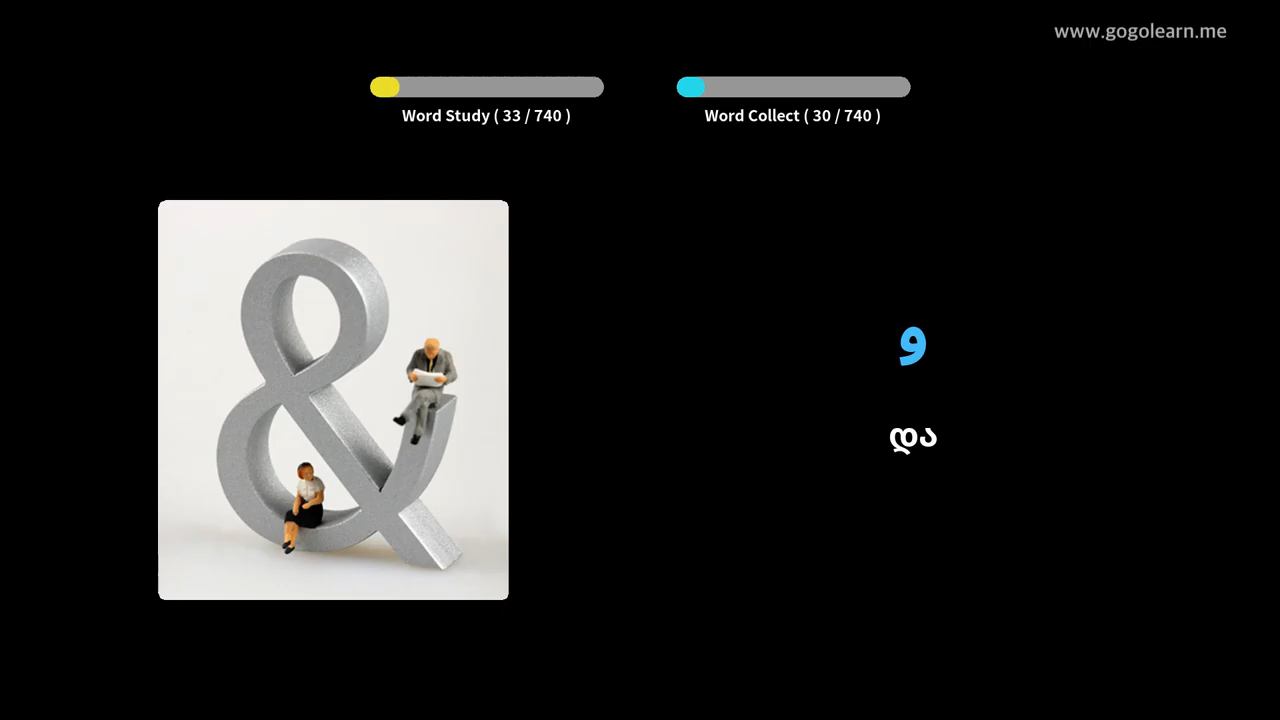 www.gogolearn.me
Word Study ( 33 / 740 )
Word Collect ( 30 / 740 )
&
و
და